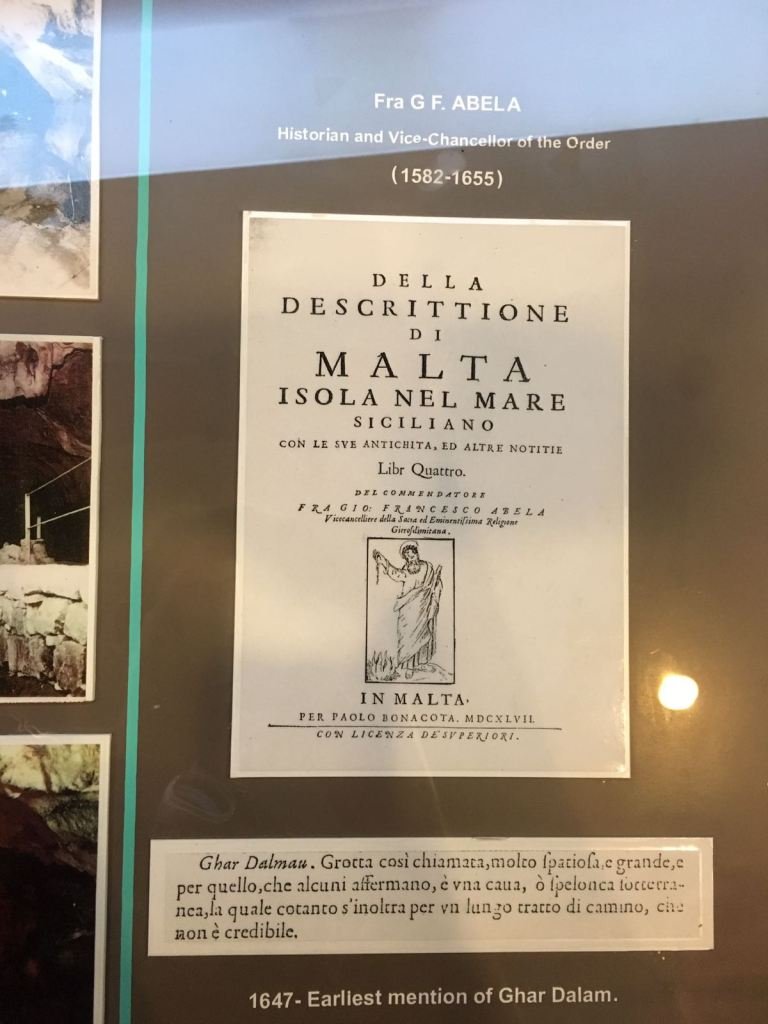 Fra G F. ABELA
Historian and Vice-Chancellor of the Order
(1582-1655)
DELLA
DESCRITTIONE
DI
MALTA
ISOLA NEL MARE
SICILIANO
CON LE SVE ANTICHITA, ED ALTRE NOTITIE
Libr Quattro.
DEL COMMENDATORE
FRA GIO: FRANCESCO ABELA
Vicecancelliere della Sacra ed Eminentiſsima Religione
Gierosolimitana.
IN MALTA,
PER PAOLO BONACOTA. MDCXLVII.
CON LICENZA DE'SVPERIORI.
Ghar Dalmau. Grotta così chiamata, molto ſpatioſa, e grande, e
per quello, che alcuni affermano, è vna caua, ò ſpelonca ſotterra-
nea, la quale cotanto s'inoltra per vn lungo tratto di camino, che
non è credibile.
1647- Earliest mention of Ghar Dalam.